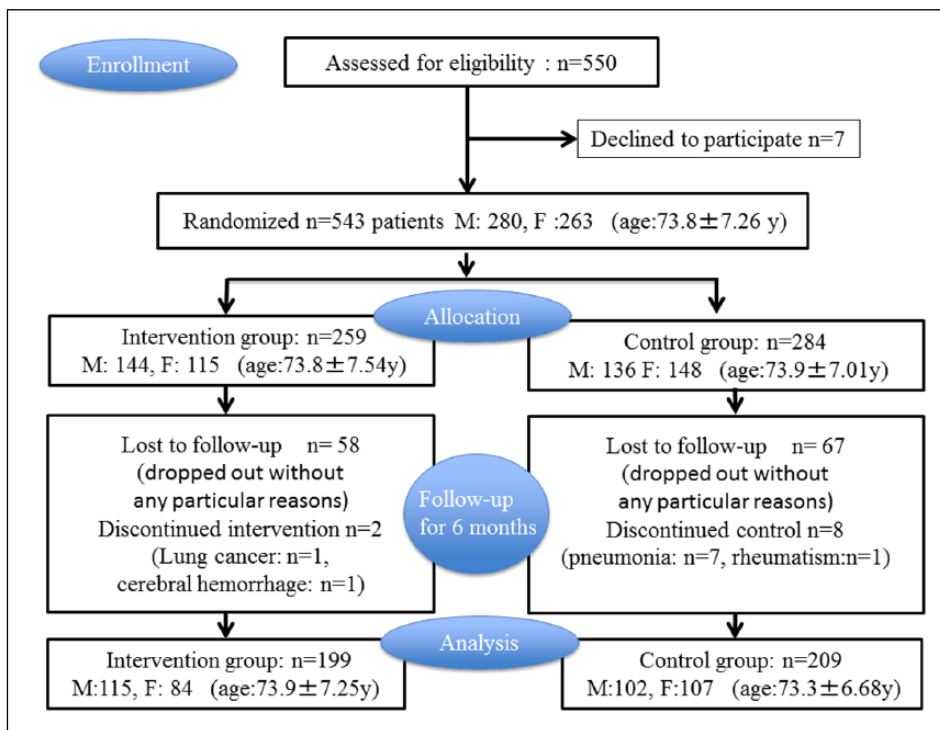 Enrollment
Assessed for eligibility : n=550
Declined to participate n=7
Randomized n=543 patients M: 280, F :263 (age:73.8±7.26 y)
Allocation
Intervention group: n=259
M: 144, F: 115 (age:73.8±7.54y)
Control group: n=284
M: 136 F: 148 (age:73.9±7.01y)
Lost to follow-up n= 58
(dropped out without
any particular reasons)
Discontinued intervention n=2
(Lung cancer: n=1,
cerebral hemorrhage: n=1)
Follow-up
for 6 months
Lost to follow-up n= 67
(dropped out without
any particular reasons)
Discontinued control n=8
(pneumonia: n=7, rheumatism:n=1)
Analysis
Intervention group: n=199
M:115, F: 84 (age:73.9±7.25y)
Control group: n=209
M:102, F:107 (age:73.3±6.68y)